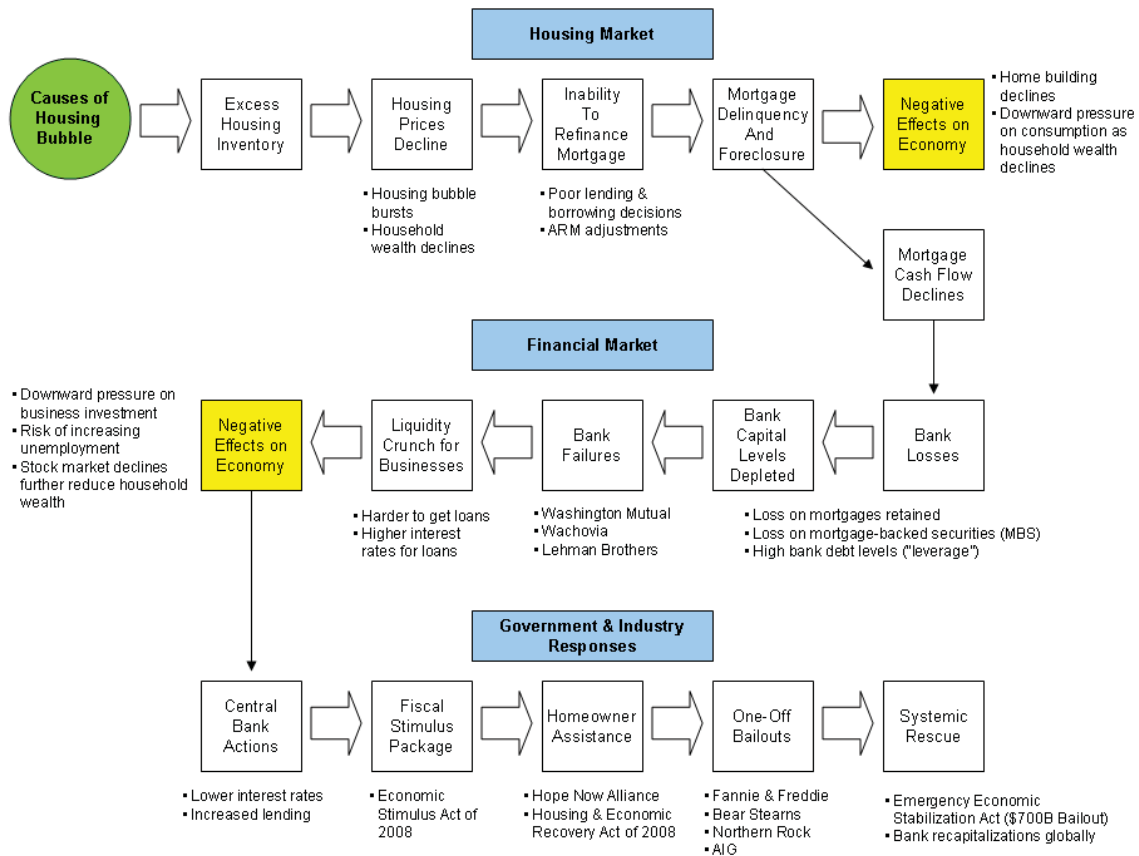 Housing Market
Causes of
Housing
Bubble
Excess
Housing
Inventory
Housing
Prices
Decline
Inability
To
Refinance
Mortgage
Mortgage
Delinquency
And
Foreclosure
Negative
Effects on
Economy
▪ Home building
declines
▪ Downward pressure
on consumption as
household wealth
declines
▪ Housing bubble
bursts
▪ Household
wealth declines
▪ Poor lending &
borrowing decisions
▪ ARM adjustments
Mortgage
Cash Flow
Declines
Financial Market
▪ Downward pressure on
business investment
▪ Risk of increasing
unemployment
▪ Stock market declines
further reduce household
wealth
Negative
Effects on
Economy
Liquidity
Crunch for
Businesses
Bank
Failures
Bank
Capital
Levels
Depleted
Bank
Losses
▪ Harder to get loans
▪ Higher interest
rates for loans
▪ Washington Mutual
▪ Wachovia
▪ Lehman Brothers
▪ Loss on mortgages retained
▪ Loss on mortgage-backed securities (MBS)
▪ High bank debt levels ("leverage")
Government & Industry
Responses
Central
Bank
Actions
Fiscal
Stimulus
Package
Homeowner
Assistance
One-Off
Bailouts
Systemic
Rescue
▪ Lower interest rates
▪ Increased lending
▪ Economic
Stimulus Act of
2008
▪ Hope Now Alliance
▪ Housing & Economic
Recovery Act of 2008
▪ Fannie & Freddie
▪ Bear Stearns
▪ Northern Rock
▪ AIG
▪ Emergency Economic
Stabilization Act ($700B Bailout)
▪ Bank recapitalizations globally